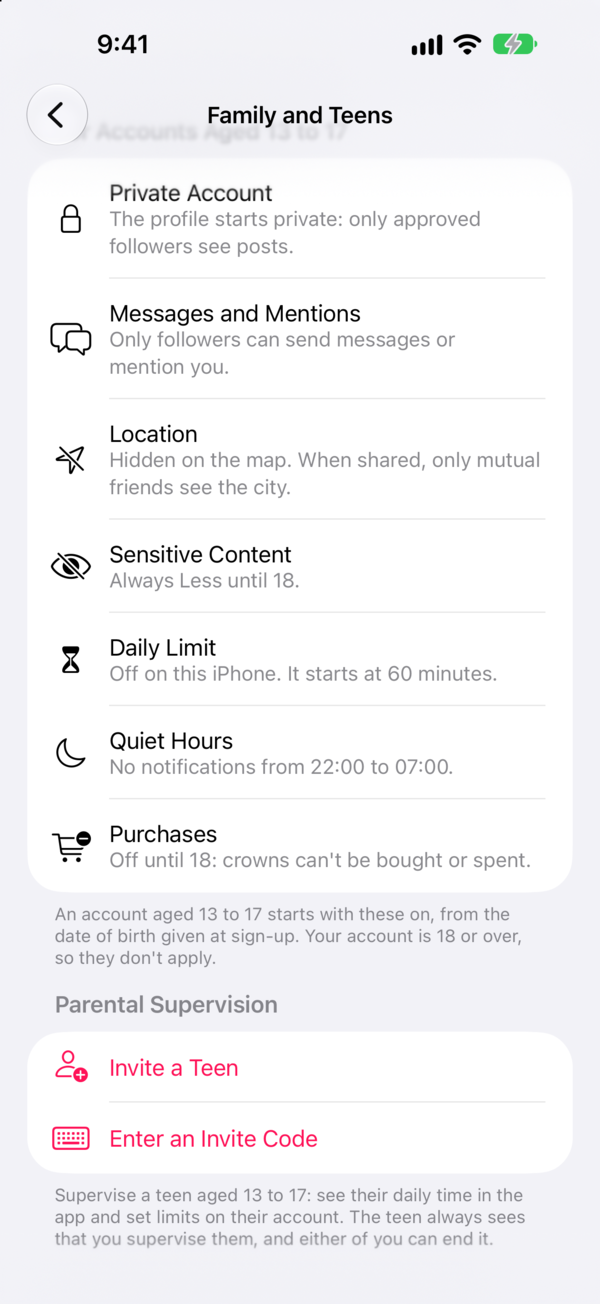 9:41
Family and Teens
Accounts Aged 13 to 17
Private Account
The profile starts private: only approved
followers see posts.
Messages and Mentions
Only followers can send messages or
mention you.
Location
Hidden on the map. When shared, only mutual
friends see the city.
Sensitive Content
Always Less until 18.
Daily Limit
Off on this iPhone. It starts at 60 minutes.
Quiet Hours
No notifications from 22:00 to 07:00.
Purchases
Off until 18: crowns can't be bought or spent.
An account aged 13 to 17 starts with these on, from the
date of birth given at sign-up. Your account is 18 or over,
so they don't apply.
Parental Supervision
Invite a Teen
Enter an Invite Code
Supervise a teen aged 13 to 17: see their daily time in the
app and set limits on their account. The teen always sees
that you supervise them, and either of you can end it.